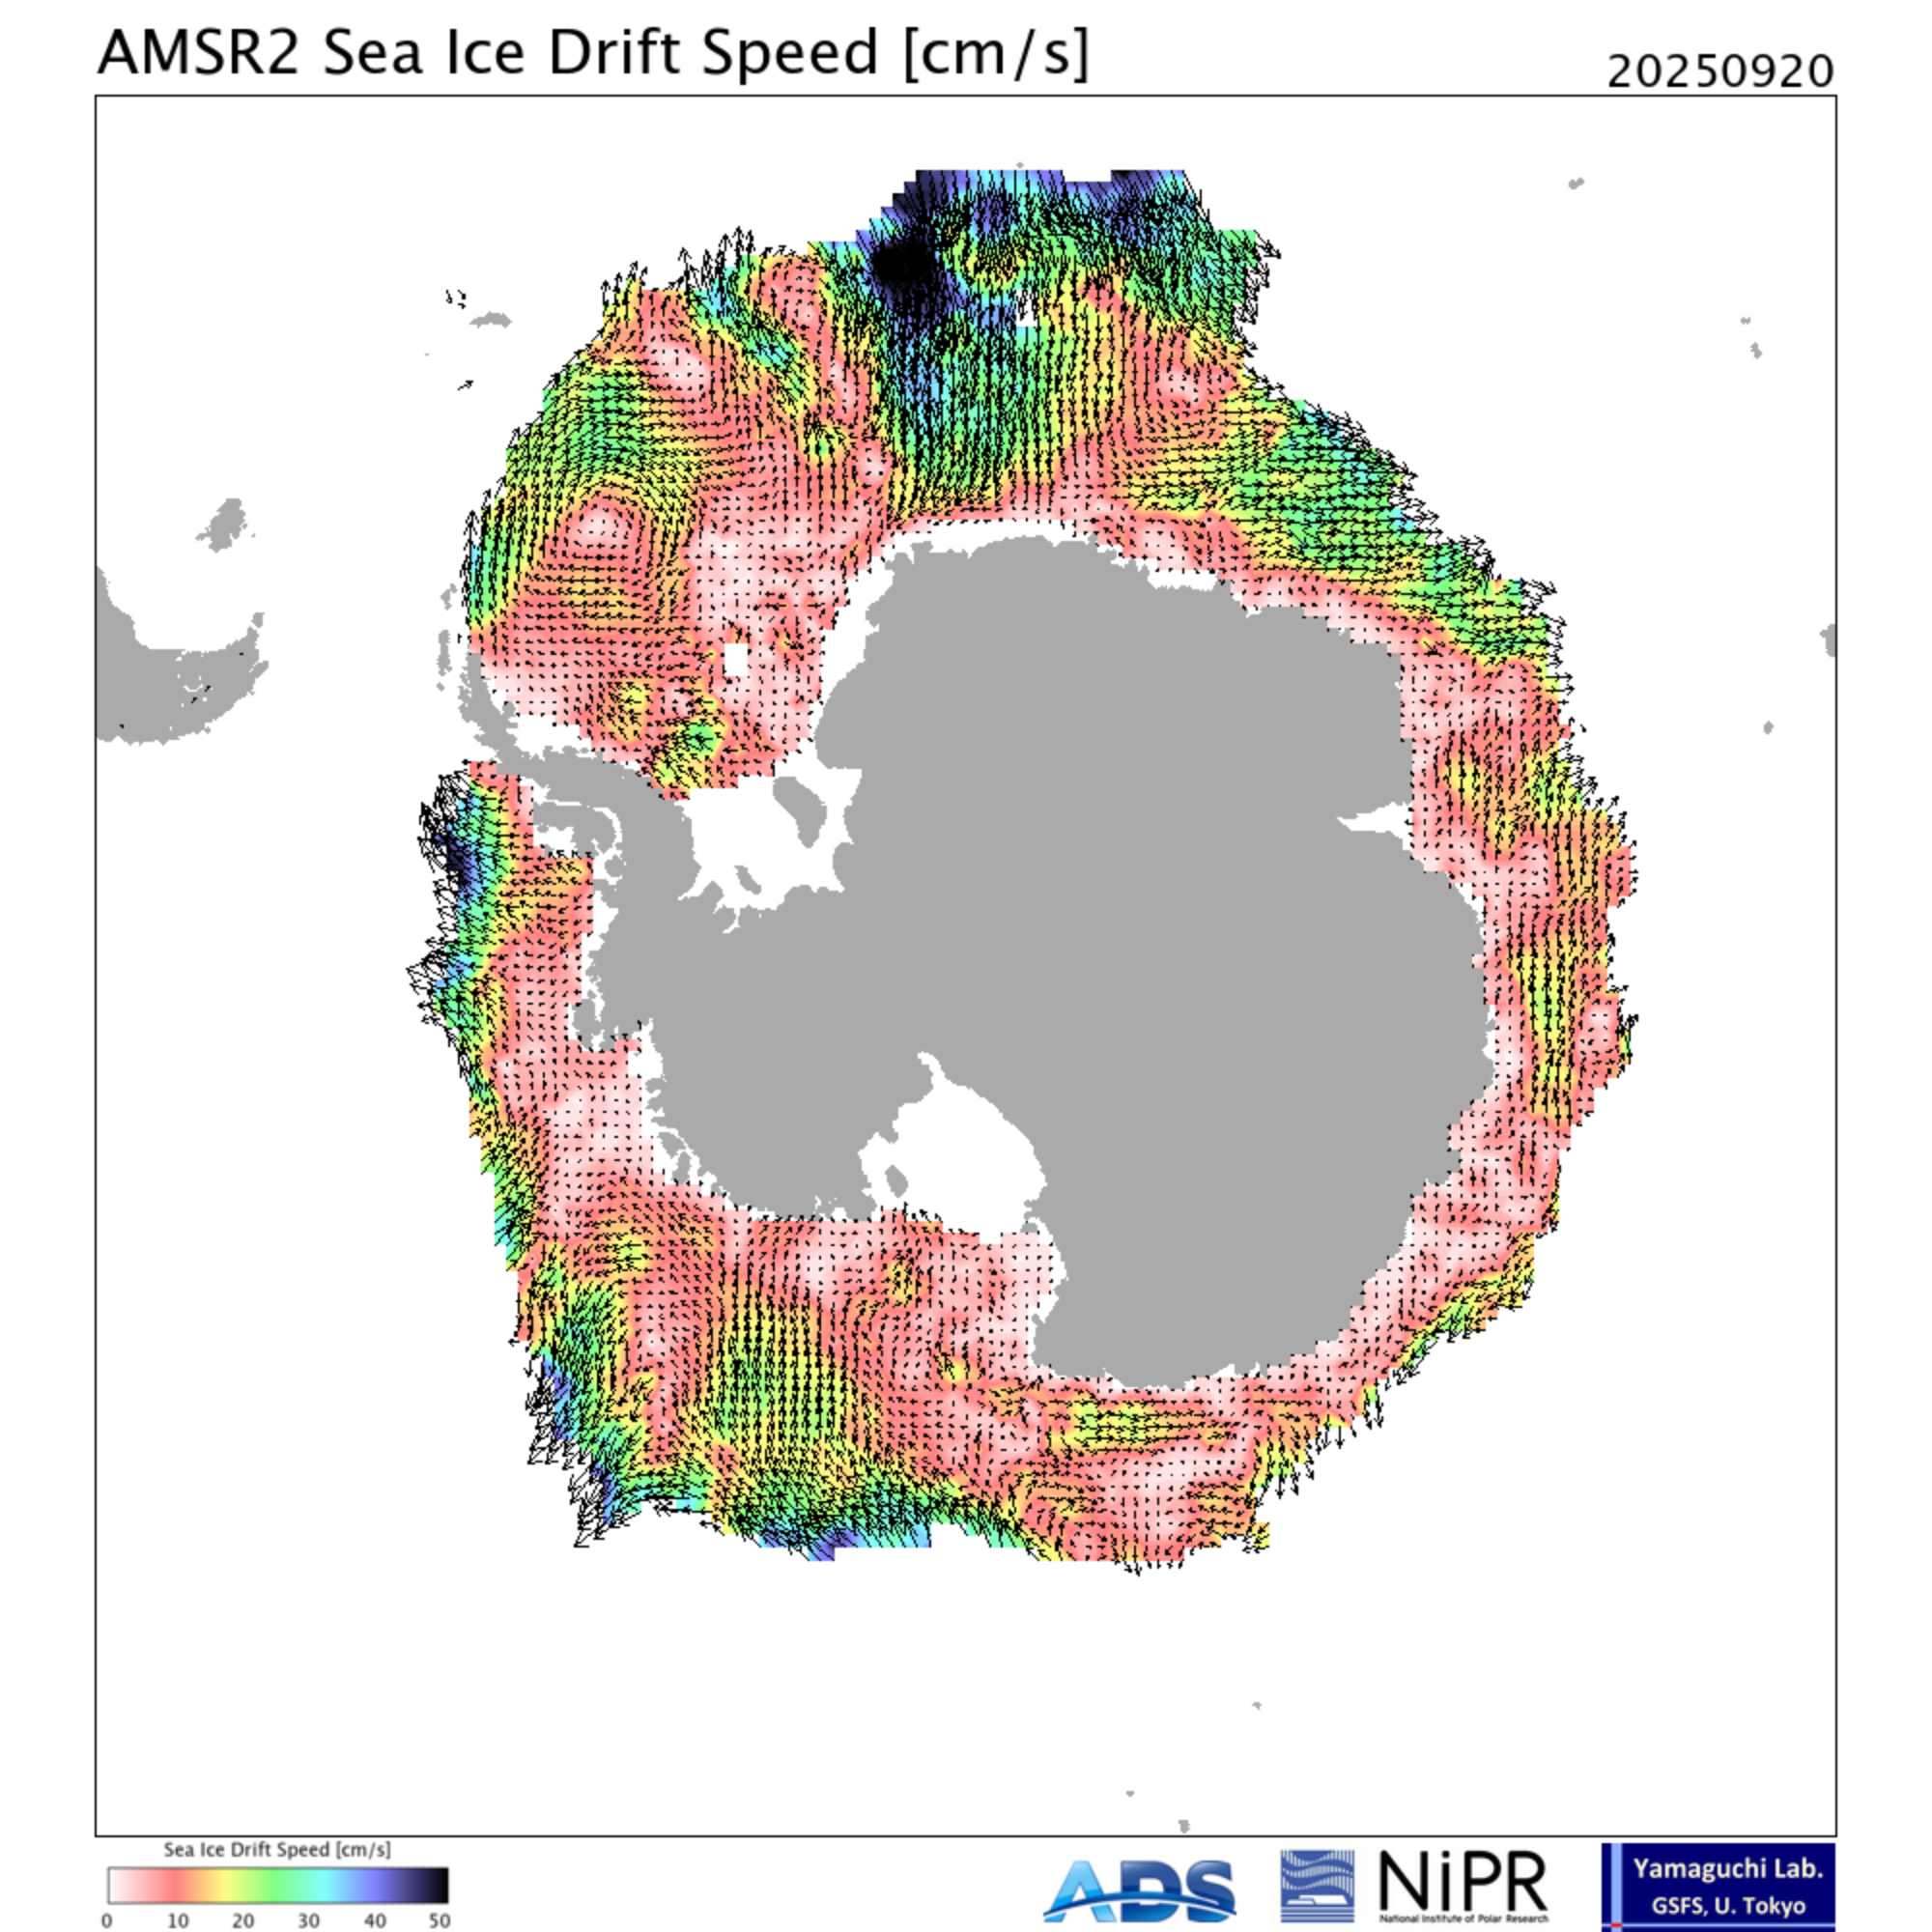 AMSR2 Sea Ice Drift Speed [cm/s]
20250920
Sea Ice Drift Speed [cm/s]
0 10 20 30 40 50
ADS
NiPR
National Institute of Polar Research
Yamaguchi Lab.
GSFS, U. Tokyo